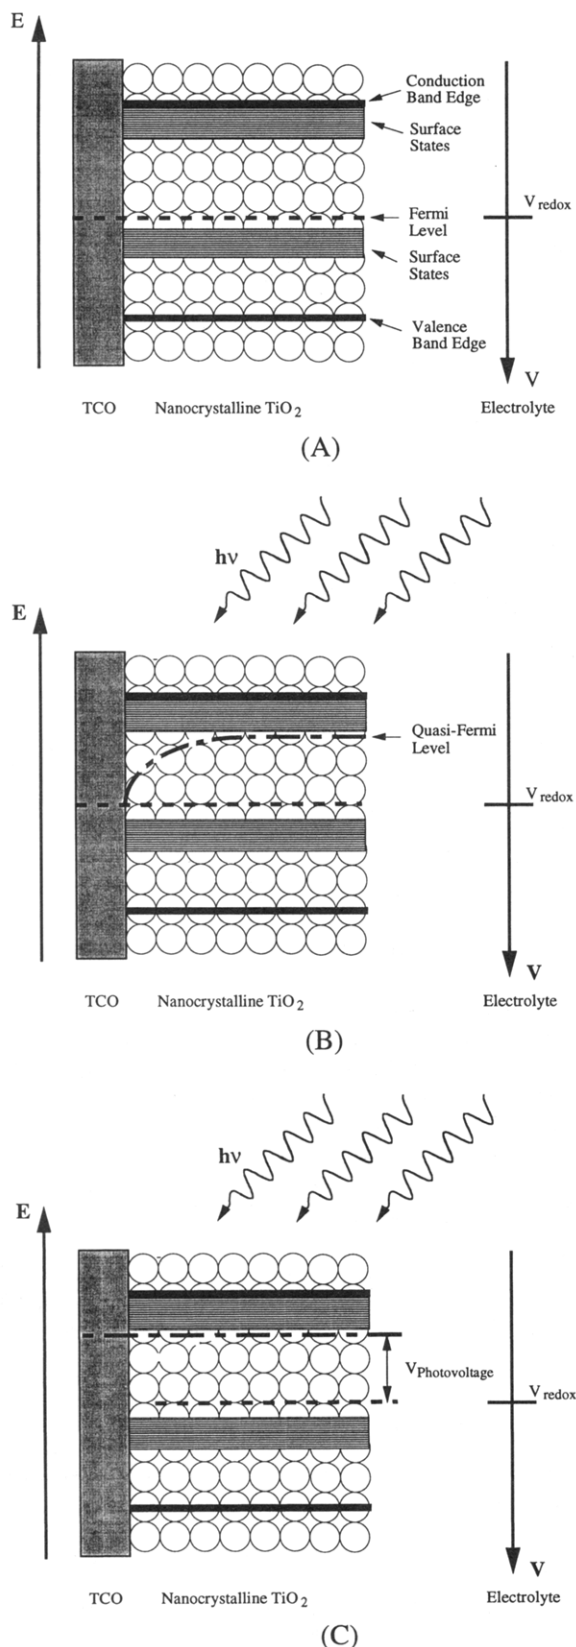 E
Conduction
Band Edge
Surface
States
Fermi
Level
V redox
Surface
States
Valence
Band Edge
V
TCO Nanocrystalline TiO2 Electrolyte
(A)
hν
E
Quasi-Fermi
Level
V redox
V
TCO Nanocrystalline TiO2 Electrolyte
(B)
hν
E
VPhotovoltage
V redox
V
TCO Nanocrystalline TiO2 Electrolyte
(C)